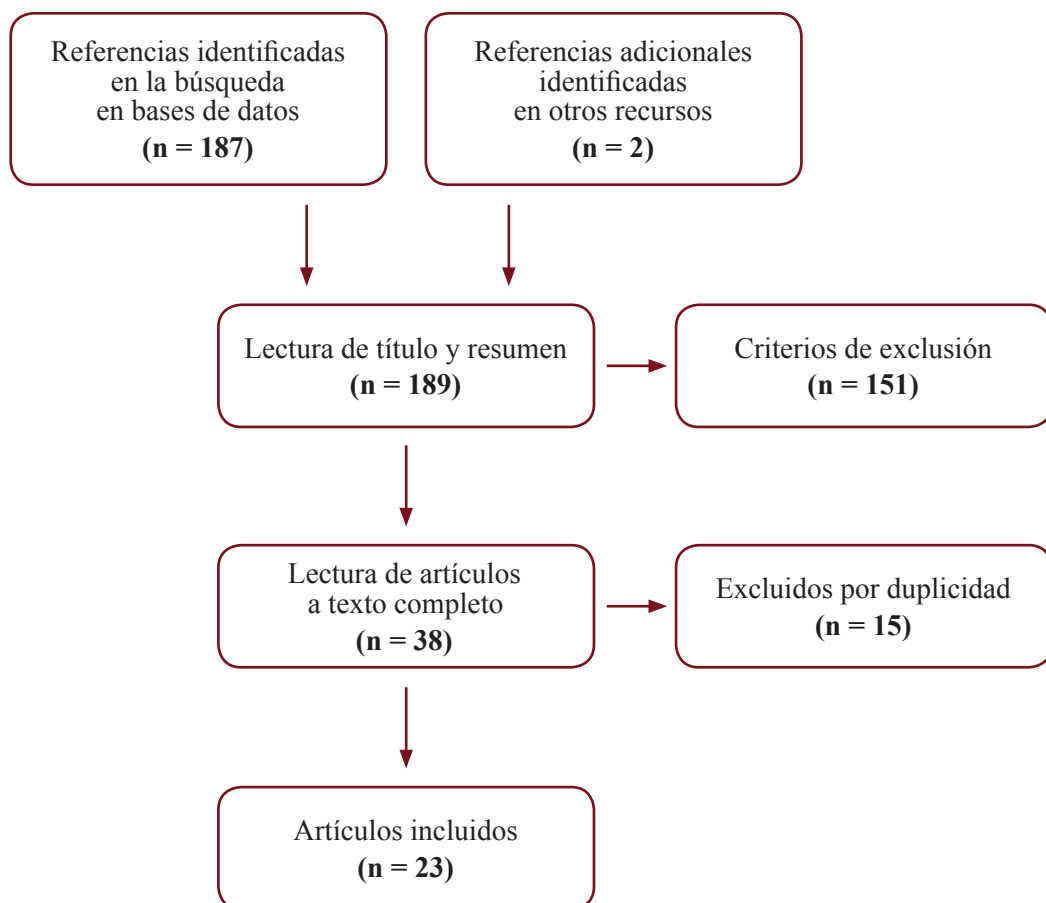 Referencias identificadas
en la búsqueda
en bases de datos
(n = 187)
Referencias adicionales
identificadas
en otros recursos
(n = 2)
Lectura de título y resumen
(n = 189)
Criterios de exclusión
(n = 151)
Lectura de artículos
a texto completo
(n = 38)
Excluidos por duplicidad
(n = 15)
Artículos incluidos
(n = 23)